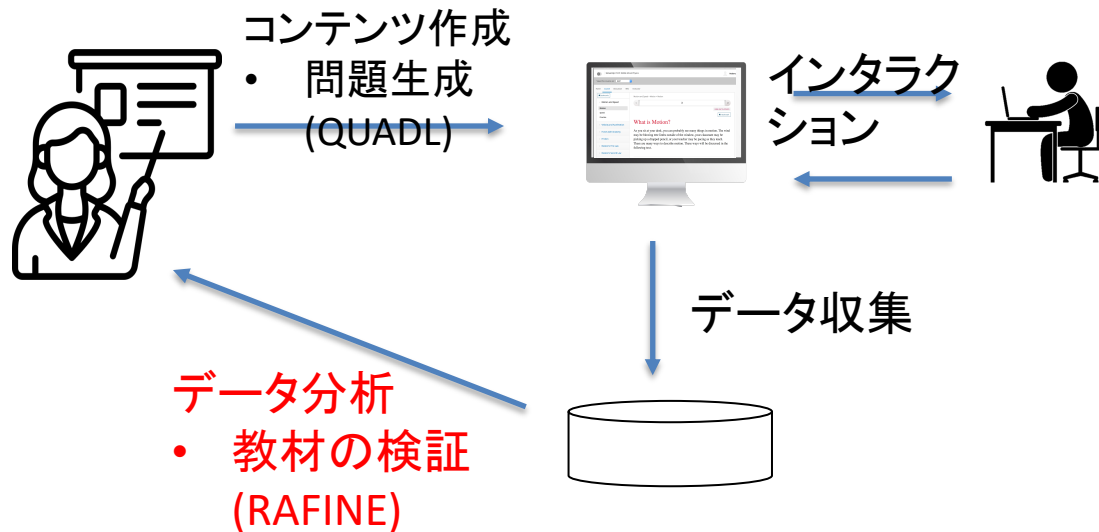 コンテンツ作成
• 問題生成
(QUADL)
インタラク
ション
What is Motion?
データ収集
データ分析
• 教材の検証
(RAFINE)